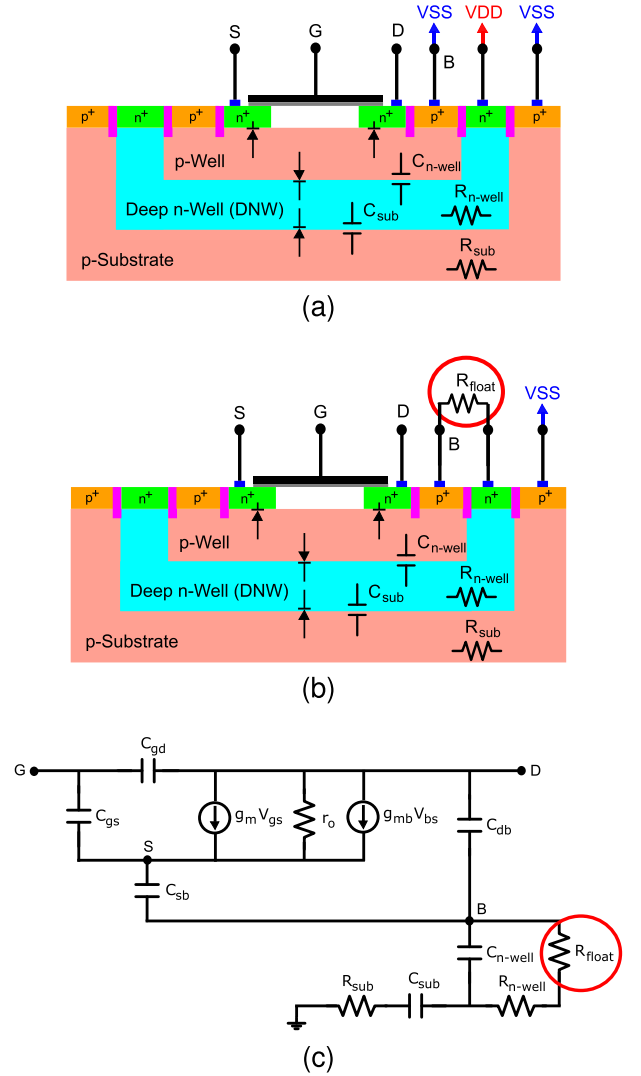 VSS VDD VSS
S G D B
p+ n+ p+ n+ n+ p+ n+ p+
p-Well Cn-well
Deep n-Well (DNW) Csub Rn-well
p-Substrate Rsub
(a)
Rfloat
VSS
S G D B
p+ n+ p+ n+ n+ p+ n+ p+
p-Well Cn-well
Deep n-Well (DNW) Csub Rn-well
p-Substrate Rsub
(b)
Cgd
G D
Cgs gmVgs ro gmbVbs Cdb
S
Csb
B
Cn-well Rfloat
Rsub Csub Rn-well
(c)